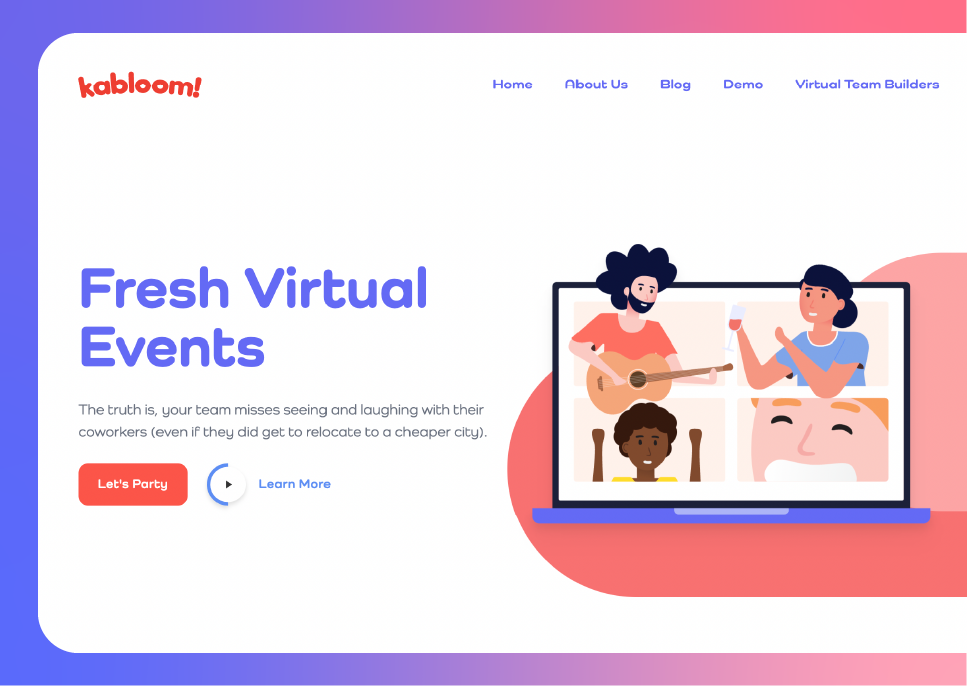 kabloom!
Home About Us Blog Demo Virtual Team Builders
Fresh Virtual
Events
The truth is, your team misses seeing and laughing with their
coworkers (even if they did get to relocate to a cheaper city).
Let's Party Learn More